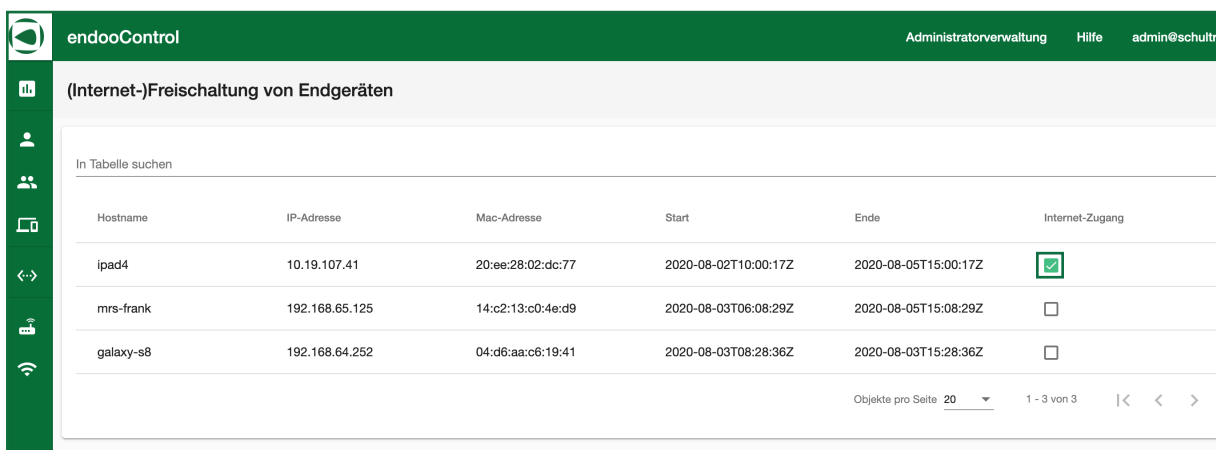 endooControl Administratorverwaltung Hilfe admin@schultr
(Internet-)Freischaltung von Endgeräten
In Tabelle suchen
Hostname IP-Adresse Mac-Adresse Start Ende Internet-Zugang
ipad4 10.19.107.41 20:ee:28:02:dc:77 2020-08-02T10:00:17Z 2020-08-05T15:00:17Z
mrs-frank 192.168.65.125 14:c2:13:c0:4e:d9 2020-08-03T06:08:29Z 2020-08-05T15:08:29Z
galaxy-s8 192.168.64.252 04:d6:aa:c6:19:41 2020-08-03T08:28:36Z 2020-08-03T15:28:36Z
Objekte pro Seite 20 1 - 3 von 3